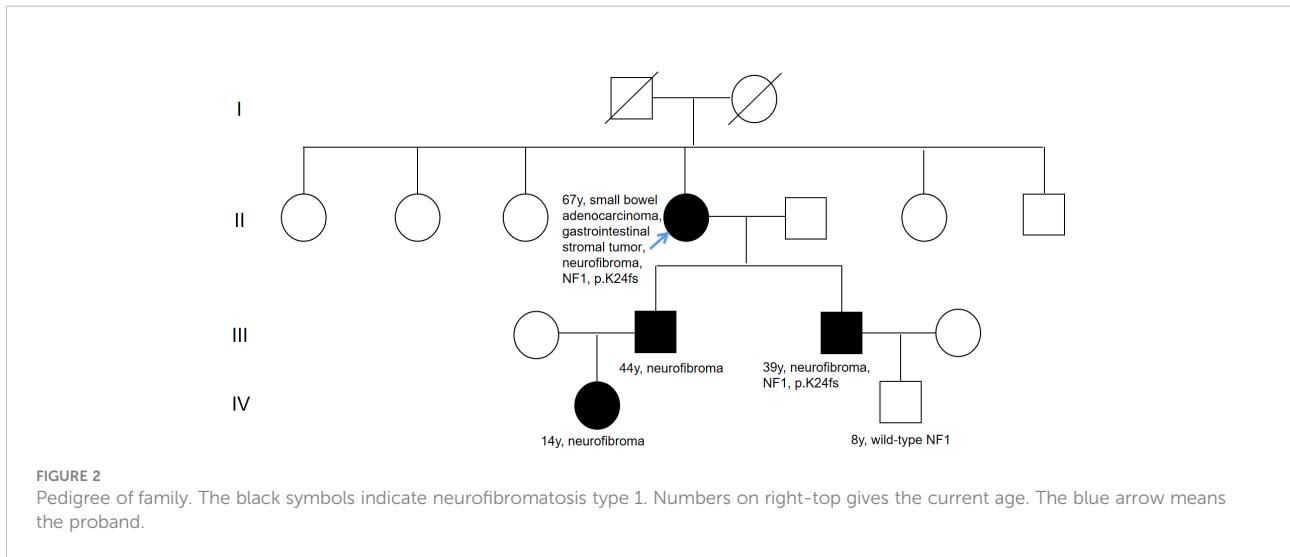 I
II
67y, small bowel
adenocarcinoma,
gastrointestinal
stromal tumor,
neurofibroma,
NF1, p.K24fs
III
44y, neurofibroma
39y, neurofibroma,
NF1, p.K24fs
IV
14y, neurofibroma
8y, wild-type NF1
FIGURE 2
Pedigree of family. The black symbols indicate neurofibromatosis type 1. Numbers on right-top gives the current age. The blue arrow means
the proband.